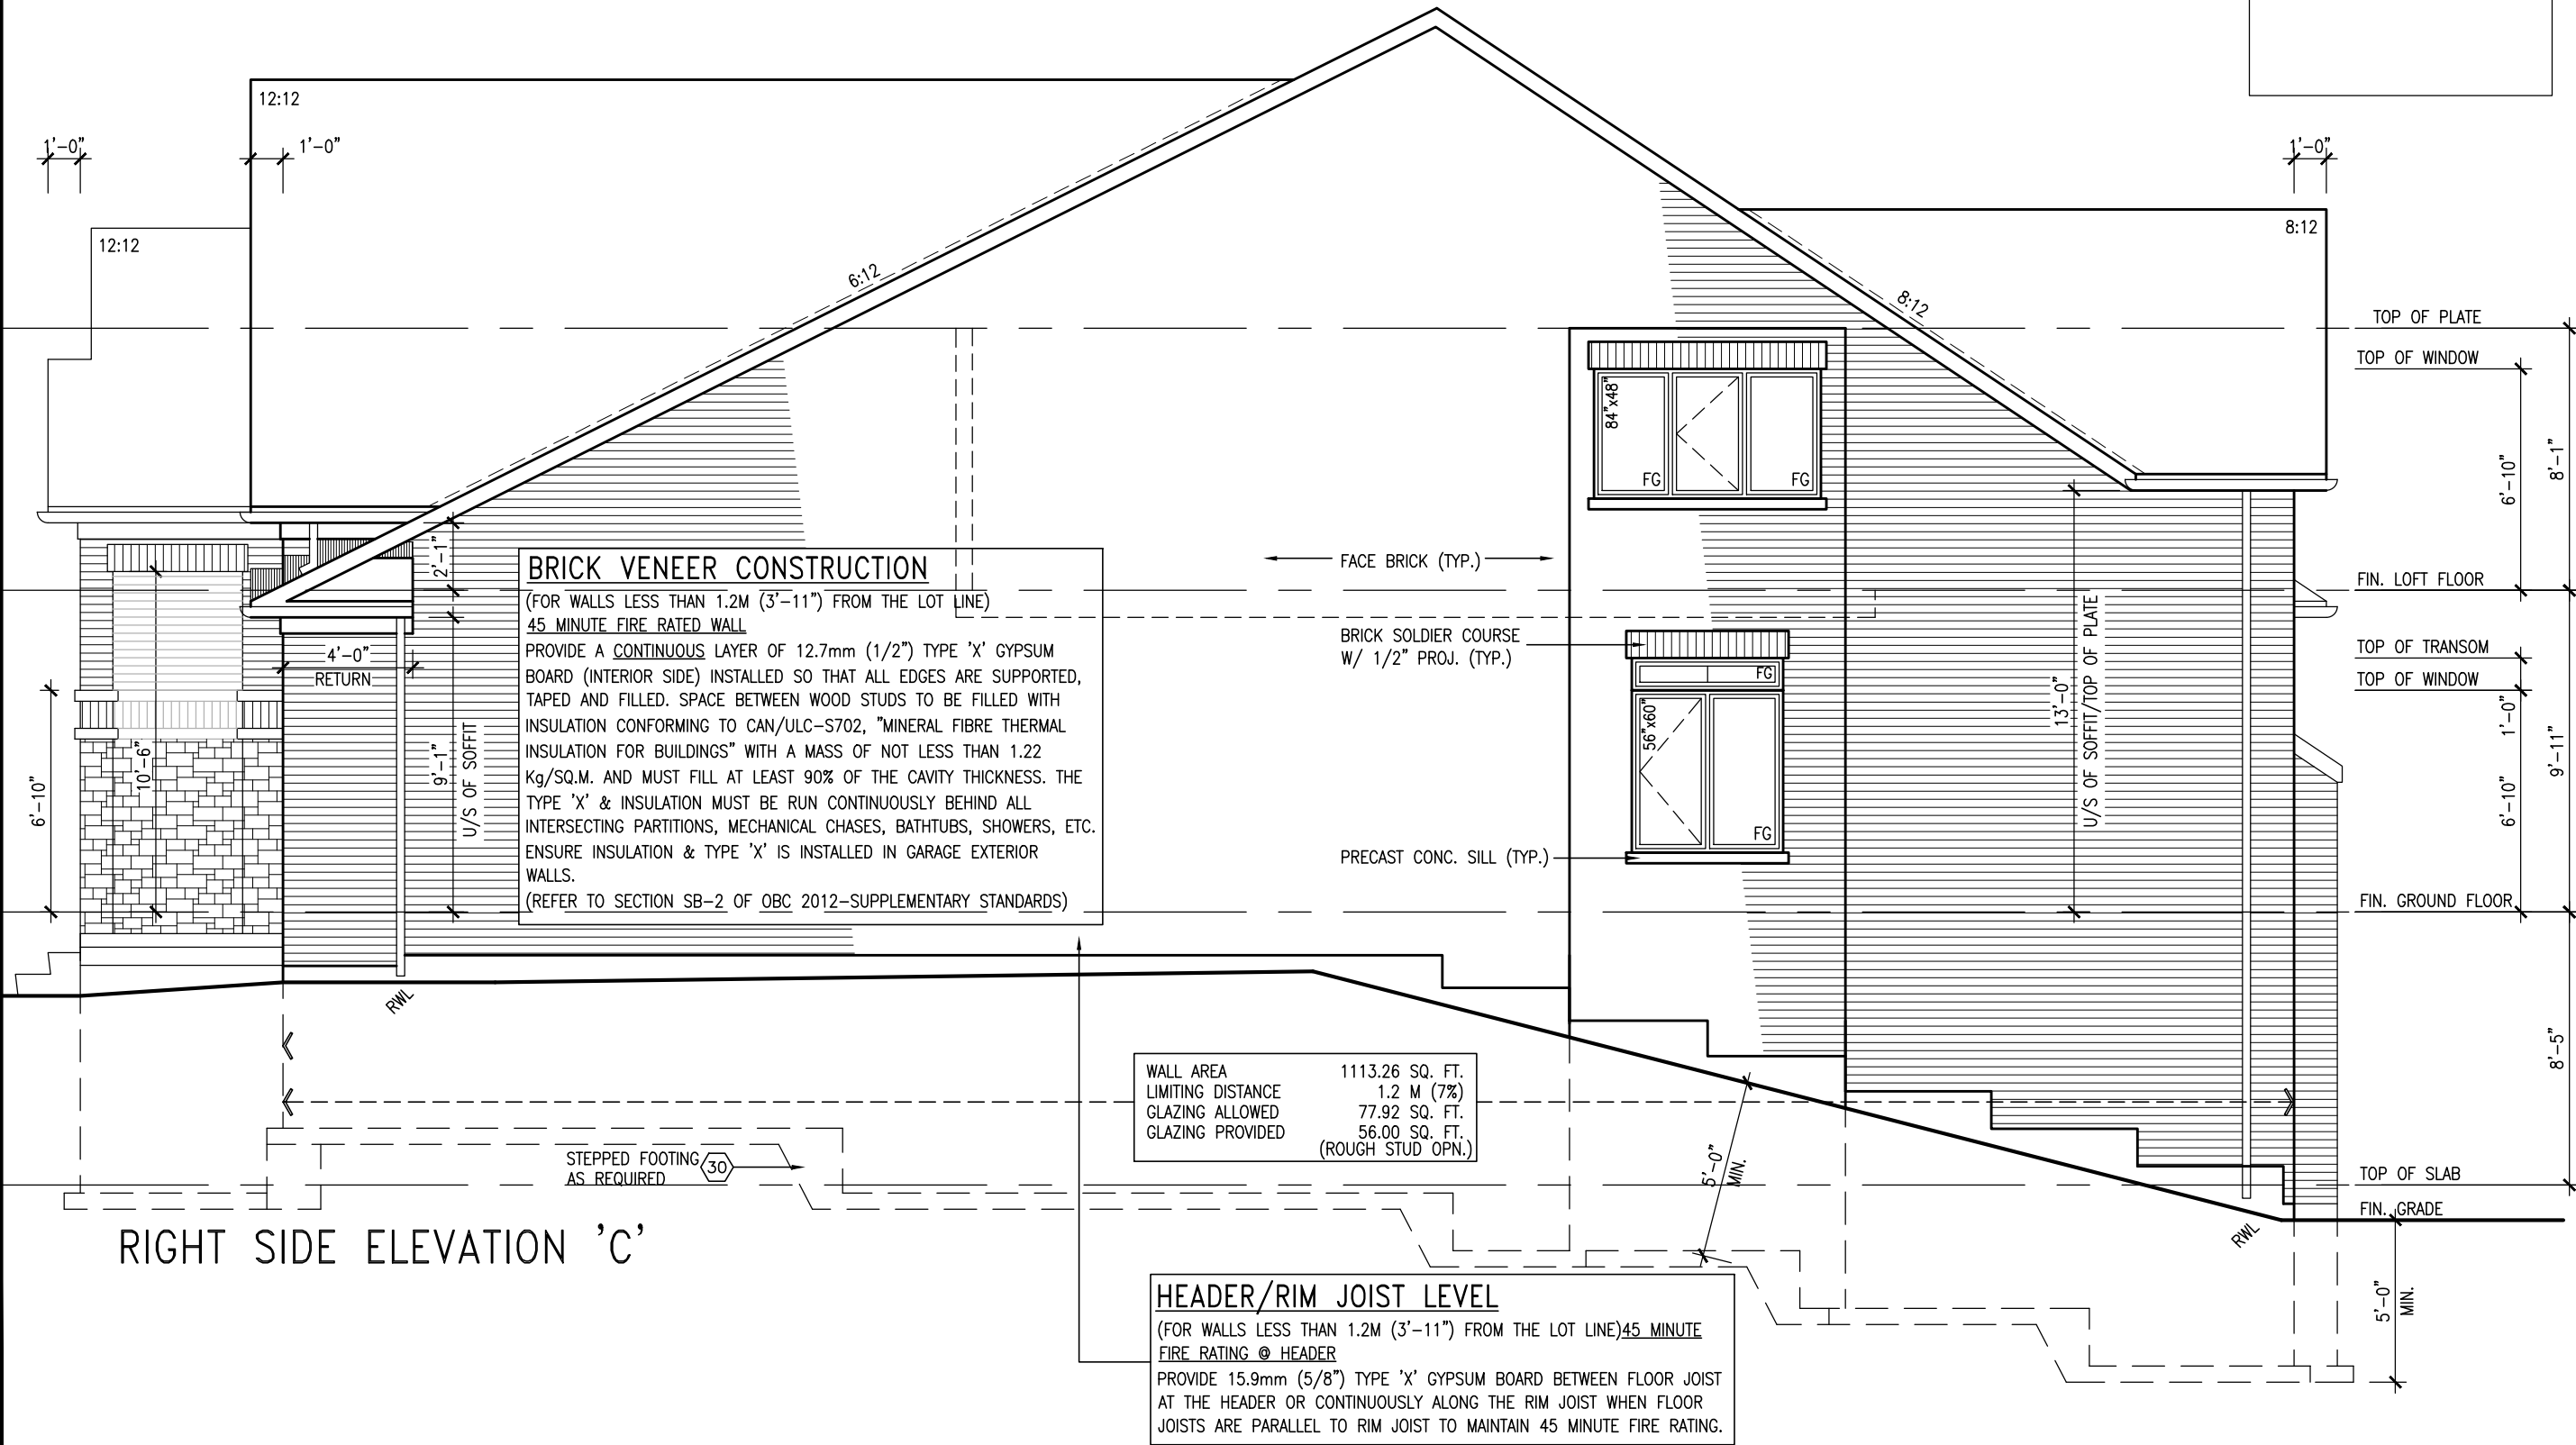 12:12
1'-0"
1'-0"
1'-0"
12:12
8:12
6:12
8:12
TOP OF PLATE
TOP OF WINDOW
84"x48"
FG
FG
6'-10"
8'-1"
2'-1"
BRICK VENEER CONSTRUCTION
(FOR WALLS LESS THAN 1.2M (3'-11") FROM THE LOT LINE)
45 MINUTE FIRE RATED WALL
PROVIDE A CONTINUOUS LAYER OF 12.7mm (1/2") TYPE 'X' GYPSUM
BOARD (INTERIOR SIDE) INSTALLED SO THAT ALL EDGES ARE SUPPORTED,
TAPED AND FILLED. SPACE BETWEEN WOOD STUDS TO BE FILLED WITH
INSULATION CONFORMING TO CAN/ULC-S702, "MINERAL FIBRE THERMAL
INSULATION FOR BUILDINGS" WITH A MASS OF NOT LESS THAN 1.22
Kg/SQ.M. AND MUST FILL AT LEAST 90% OF THE CAVITY THICKNESS. THE
TYPE 'X' & INSULATION MUST BE RUN CONTINUOUSLY BEHIND ALL
INTERSECTING PARTITIONS, MECHANICAL CHASES, BATHTUBS, SHOWERS, ETC.
ENSURE INSULATION & TYPE 'X' IS INSTALLED IN GARAGE EXTERIOR
WALLS.
(REFER TO SECTION SB-2 OF OBC 2012-SUPPLEMENTARY STANDARDS)
FACE BRICK (TYP.)
FIN. LOFT FLOOR
BRICK SOLDIER COURSE
W/ 1/2" PROJ. (TYP.)
FG
56"x60"
FG
PRECAST CONC. SILL (TYP.)
13'-0"
U/S OF SOFFIT/TOP OF PLATE
TOP OF TRANSOM
TOP OF WINDOW
1'-0"
6'-10"
9'-11"
4'-0"
RETURN
9'-1"
U/S OF SOFFIT
10'-6"
6'-10"
FIN. GROUND FLOOR
RWL
8'-5"
WALL AREA 1113.26 SQ. FT.
LIMITING DISTANCE 1.2 M (7%)
GLAZING ALLOWED 77.92 SQ. FT.
GLAZING PROVIDED 56.00 SQ. FT.
(ROUGH STUD OPN.)
STEPPED FOOTING 30
AS REQUIRED
5'-0"
MIN.
TOP OF SLAB
FIN. GRADE
RWL
RIGHT SIDE ELEVATION 'C'
5'-0"
MIN.
HEADER/RIM JOIST LEVEL
(FOR WALLS LESS THAN 1.2M (3'-11") FROM THE LOT LINE)45 MINUTE
FIRE RATING @ HEADER
PROVIDE 15.9mm (5/8") TYPE 'X' GYPSUM BOARD BETWEEN FLOOR JOIST
AT THE HEADER OR CONTINUOUSLY ALONG THE RIM JOIST WHEN FLOOR
JOISTS ARE PARALLEL TO RIM JOIST TO MAINTAIN 45 MINUTE FIRE RATING.